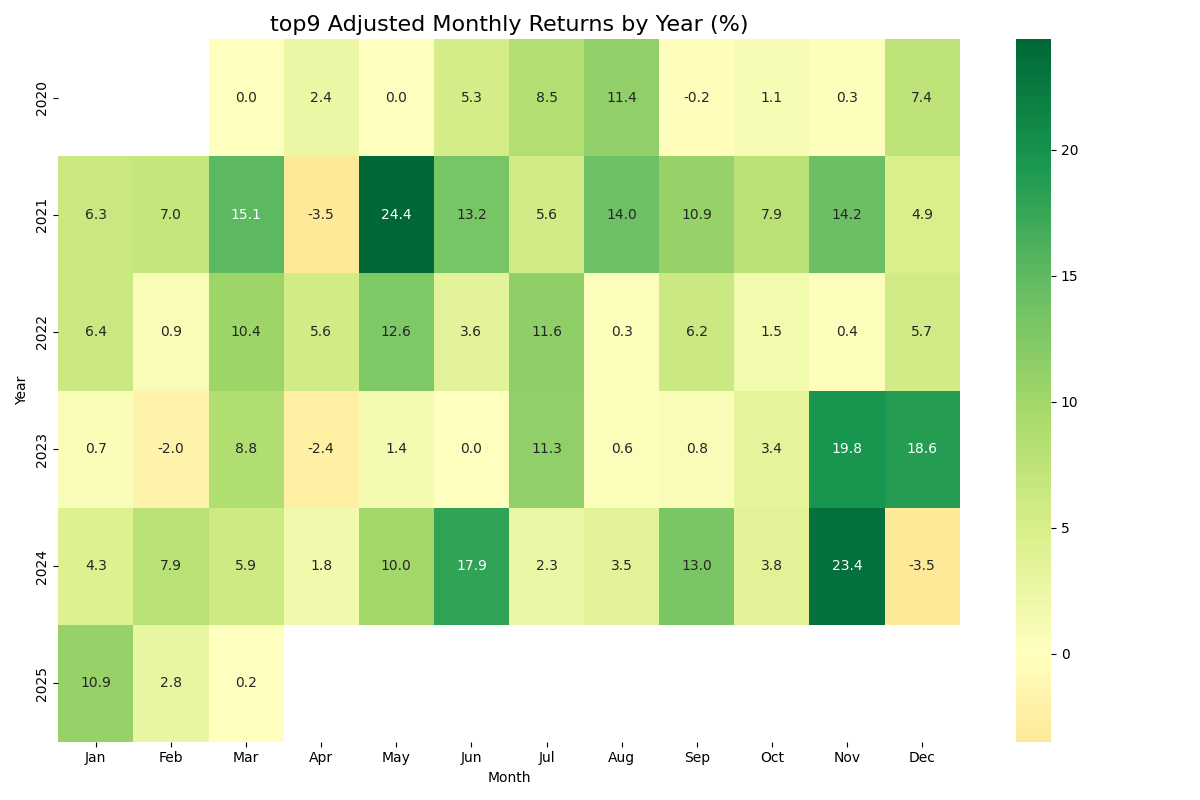 top9 Adjusted Monthly Returns by Year (%)
2020 0.0 2.4 0.0 5.3 8.5 11.4 -0.2 1.1 0.3 7.4
2021 6.3 7.0 15.1 -3.5 24.4 13.2 5.6 14.0 10.9 7.9 14.2 4.9
2022 6.4 0.9 10.4 5.6 12.6 3.6 11.6 0.3 6.2 1.5 0.4 5.7
Year
2023 0.7 -2.0 8.8 -2.4 1.4 0.0 11.3 0.6 0.8 3.4 19.8 18.6
2024 4.3 7.9 5.9 1.8 10.0 17.9 2.3 3.5 13.0 3.8 23.4 -3.5
2025 10.9 2.8 0.2
Jan Feb Mar Apr May Jun Jul Aug Sep Oct Nov Dec
Month
20
15
10
5
0